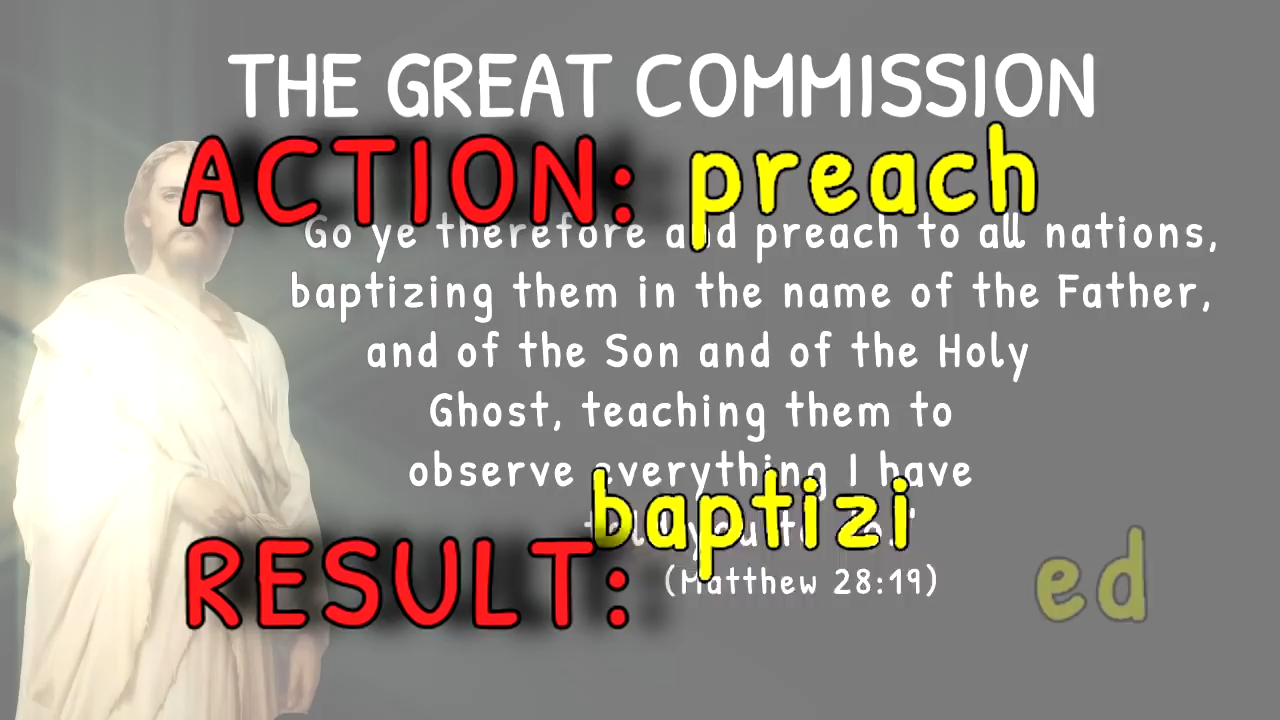 THE GREAT COMMISSION
ACTION: preach
Go ye therefore and preach to all nations,
baptizing them in the name of the Father,
and of the Son and of the Holy
Ghost, teaching them to
observe everything I have
baptizi
RESULT:
(Matthew 28:19)
ed